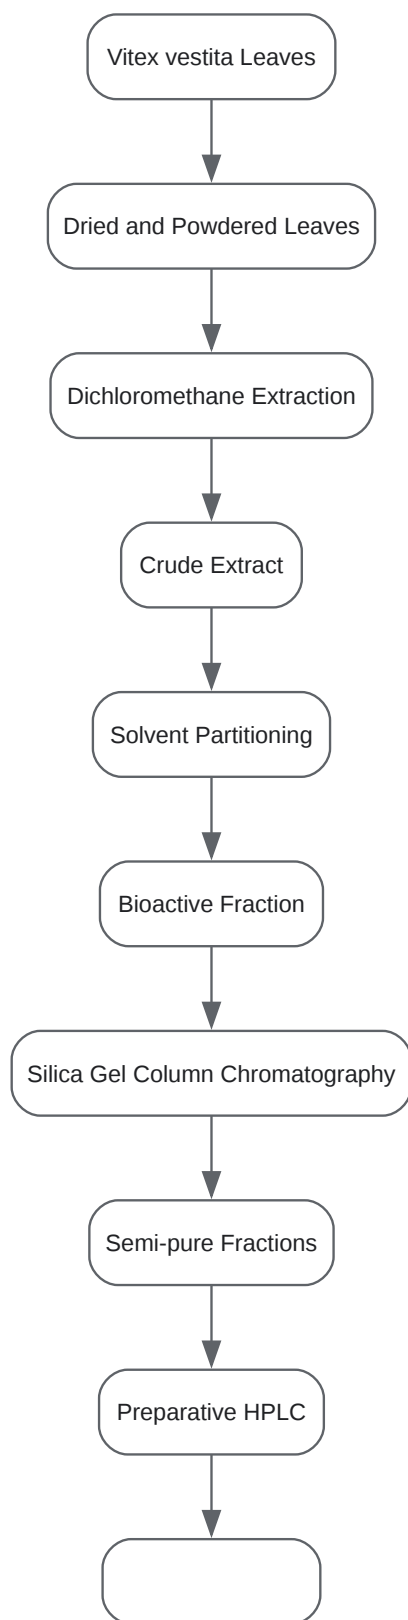 Vitex vestita Leaves
Dried and Powdered Leaves
Dichloromethane Extraction
Crude Extract
Solvent Partitioning
Bioactive Fraction
Silica Gel Column Chromatography
Semi-pure Fractions
Preparative HPLC